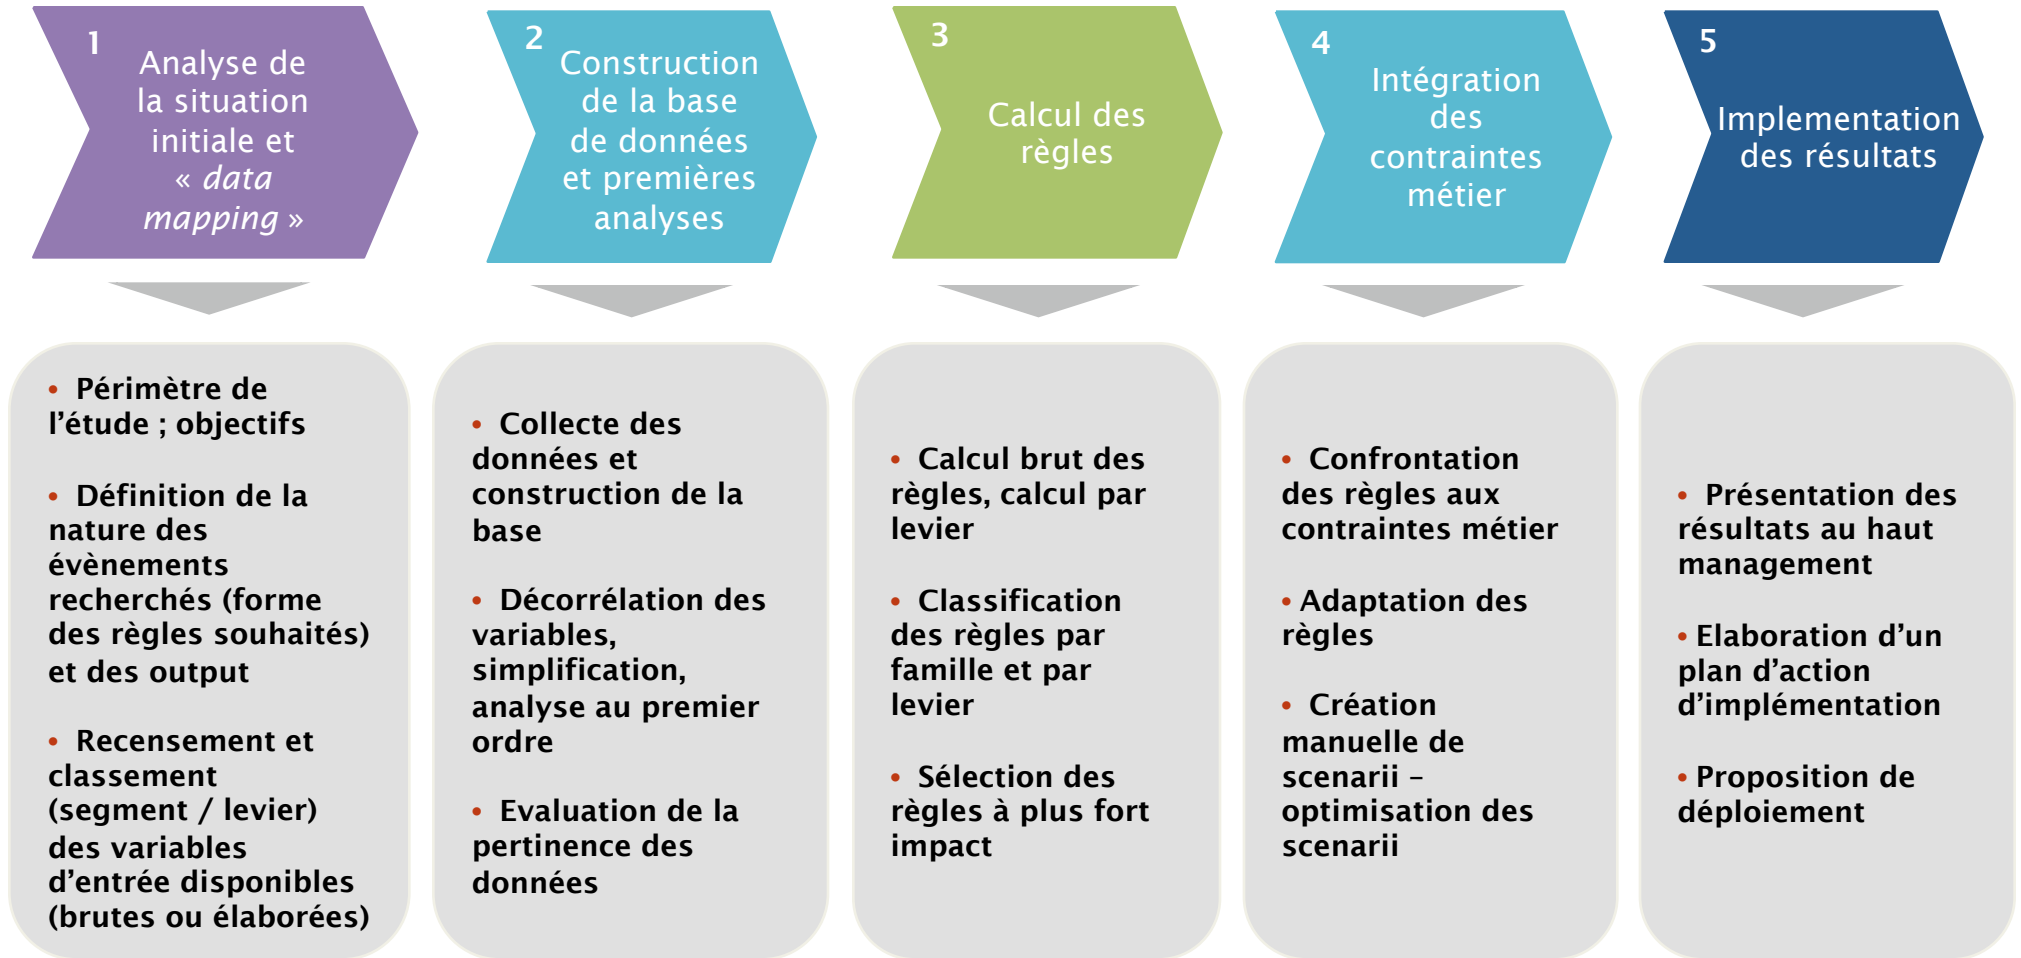 1
Analyse de
la situation
initiale et
« data
mapping »
2
Construction
de la base
de données
et premières
analyses
3
Calcul des
règles
4
Intégration
des
contraintes
métier
5
Implementation
des résultats
• Périmètre de
l’étude ; objectifs
• Définition de la
nature des
évènements
recherchés (forme
des règles souhaités)
et des output
• Recensement et
classement
(segment / levier)
des variables
d’entrée disponibles
(brutes ou élaborées)
• Collecte des
données et
construction de la
base
• Décorrélation des
variables,
simplification,
analyse au premier
ordre
• Evaluation de la
pertinence des
données
• Calcul brut des
règles, calcul par
levier
• Classification
des règles par
famille et par
levier
• Sélection des
règles à plus fort
impact
• Confrontation
des règles aux
contraintes métier
• Adaptation des
règles
• Création
manuelle de
scenarii –
optimisation des
scenarii
• Présentation des
résultats au haut
management
• Elaboration d’un
plan d’action
d’implémentation
• Proposition de
déploiement